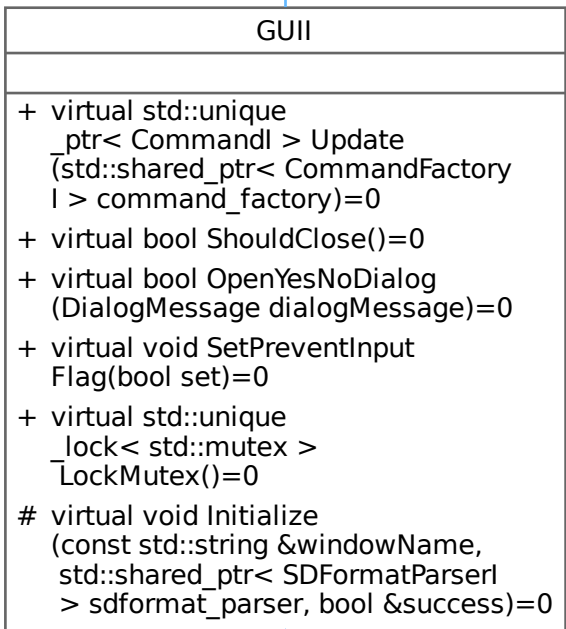 GUII
+ virtual std::unique
_ptr< CommandI > Update
(std::shared_ptr< CommandFactory
I > command_factory)=0
+ virtual bool ShouldClose()=0
+ virtual bool OpenYesNoDialog
(DialogMessage dialogMessage)=0
+ virtual void SetPreventInput
Flag(bool set)=0
+ virtual std::unique
_lock< std::mutex >
LockMutex()=0
# virtual void Initialize
(const std::string &windowName,
std::shared_ptr< SDFormatParserI
> sdformat_parser, bool &success)=0